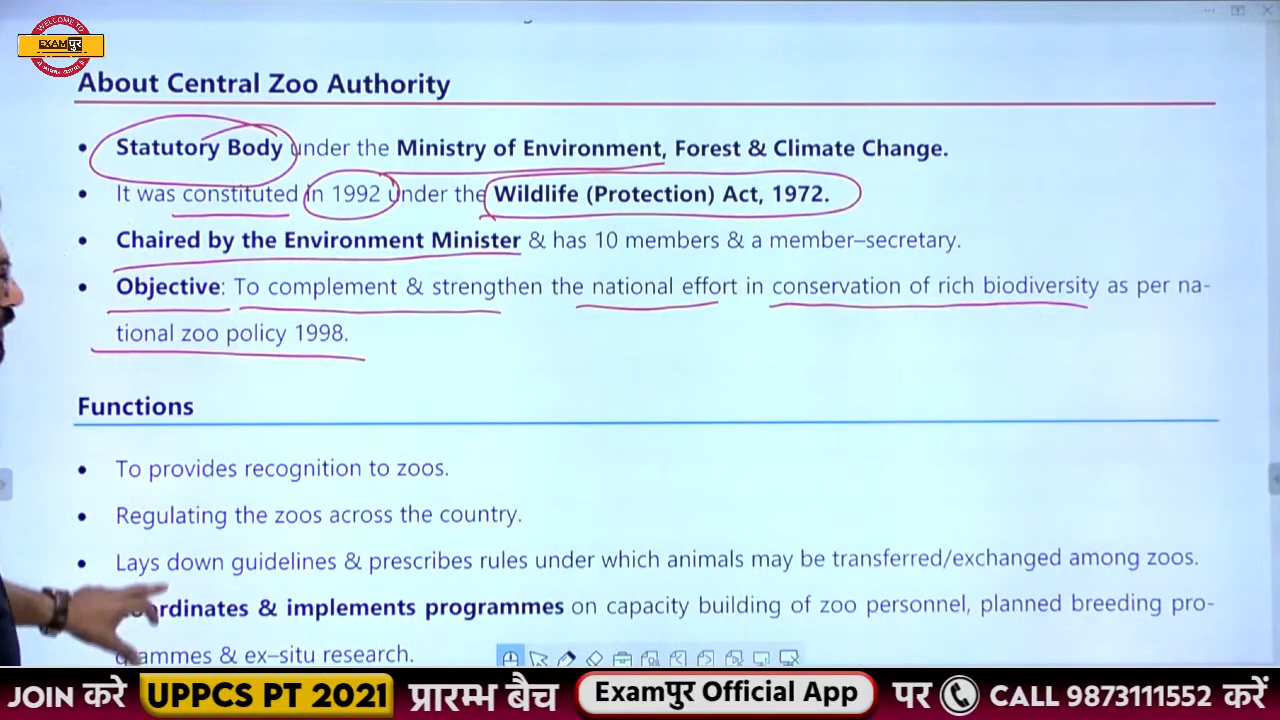 WELCOME TO
EXAMपुर
About Central Zoo Authority
• Statutory Body under the Ministry of Environment, Forest & Climate Change.
• It was constituted in 1992 under the Wildlife (Protection) Act, 1972.
• Chaired by the Environment Minister & has 10 members & a member–secretary.
• Objective: To complement & strengthen the national effort in conservation of rich biodiversity as per na-
tional zoo policy 1998.
Functions
• To provides recognition to zoos.
• Regulating the zoos across the country.
• Lays down guidelines & prescribes rules under which animals may be transferred/exchanged among zoos.
ordinates & implements programmes on capacity building of zoo personnel, planned breeding pro-
grammes & ex–situ research.
JOIN करे UPPCS PT 2021 प्रारम्भ बैच Examपुर Official App पर CALL 9873111552 करें